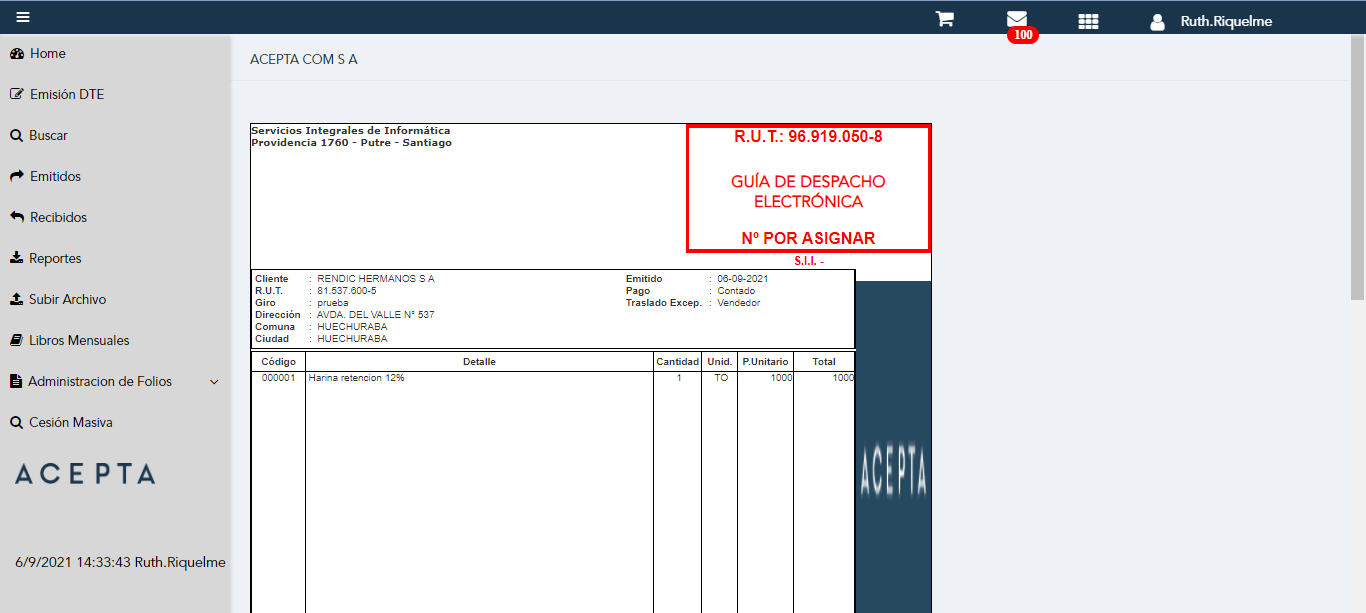 Ruth.Riquelme
100
Home
Emisión DTE
Buscar
Emitidos
Recibidos
Reportes
Subir Archivo
Libros Mensuales
Administracion de Folios
Cesión Masiva
ACEPTA
6/9/2021 14:33:43 Ruth.Riquelme
ACEPTA COM S A
Servicios Integrales de Informática
Providencia 1760 - Putre - Santiago
R.U.T.: 96.919.050-8
GUÍA DE DESPACHO
ELECTRÓNICA
Nº POR ASIGNAR
S.I.I. -
Cliente : RENDIC HERMANOS S A Emitido : 06-09-2021
R.U.T. : 81.537.600-5 Pago : Contado
Giro : prueba Traslado Excep. : Vendedor
Dirección : AVDA. DEL VALLE N° 537
Comuna : HUECHURABA
Ciudad : HUECHURABA
Código Detalle Cantidad Unid. P.Unitario Total
000001 Harina retencion 12% 1 TO 1000 1000
ACEPTA